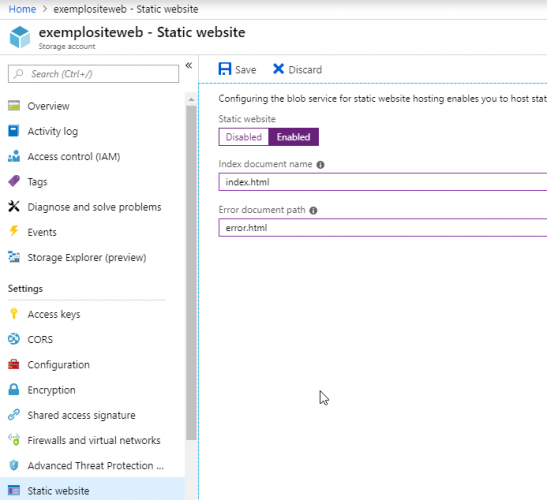 Home > exemplositeweb - Static website
exemplositeweb - Static website
Storage account
Search (Ctrl+/)
«
Overview
Activity log
Access control (IAM)
Tags
Diagnose and solve problems
Events
Storage Explorer (preview)
Settings
Access keys
CORS
Configuration
Encryption
Shared access signature
Firewalls and virtual networks
Advanced Threat Protection ...
Static website
Save
Discard
Configuring the blob service for static website hosting enables you to host stat
Static website
Disabled
Enabled
Index document name
index.html
Error document path
error.html